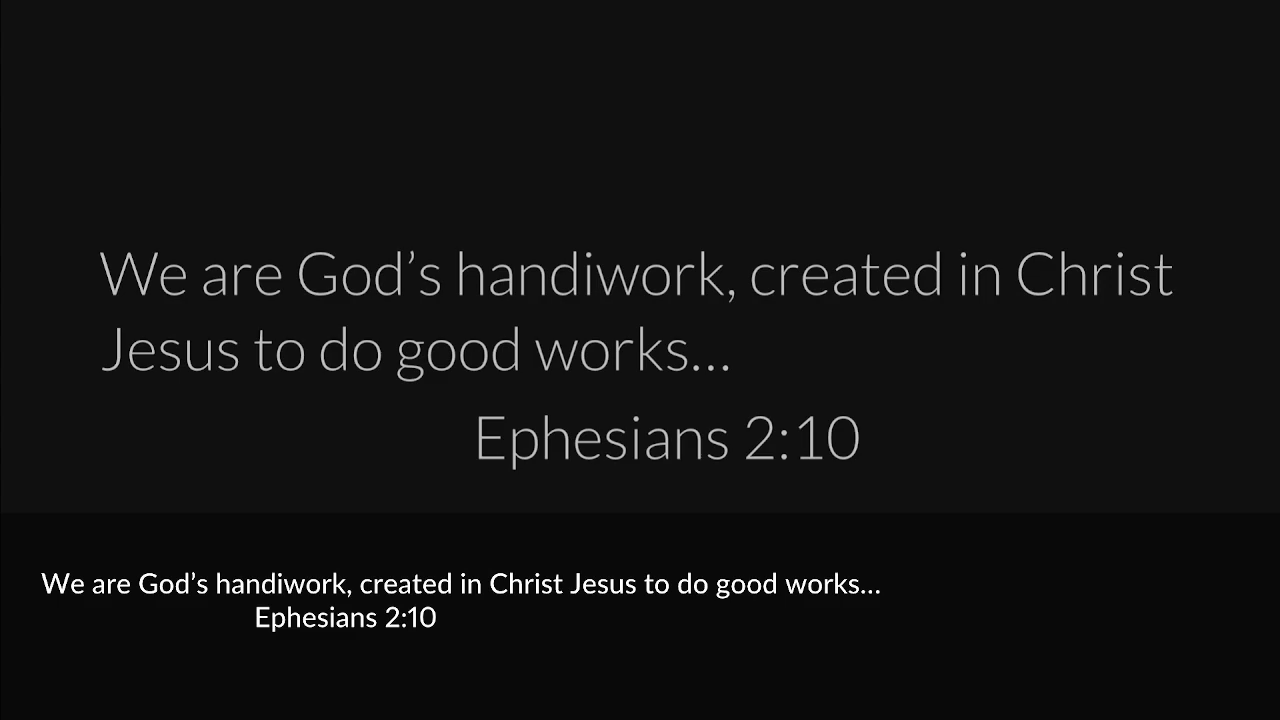 We are God’s handiwork, created in Christ
Jesus to do good works...
Ephesians 2:10
We are God’s handiwork, created in Christ Jesus to do good works...
Ephesians 2:10